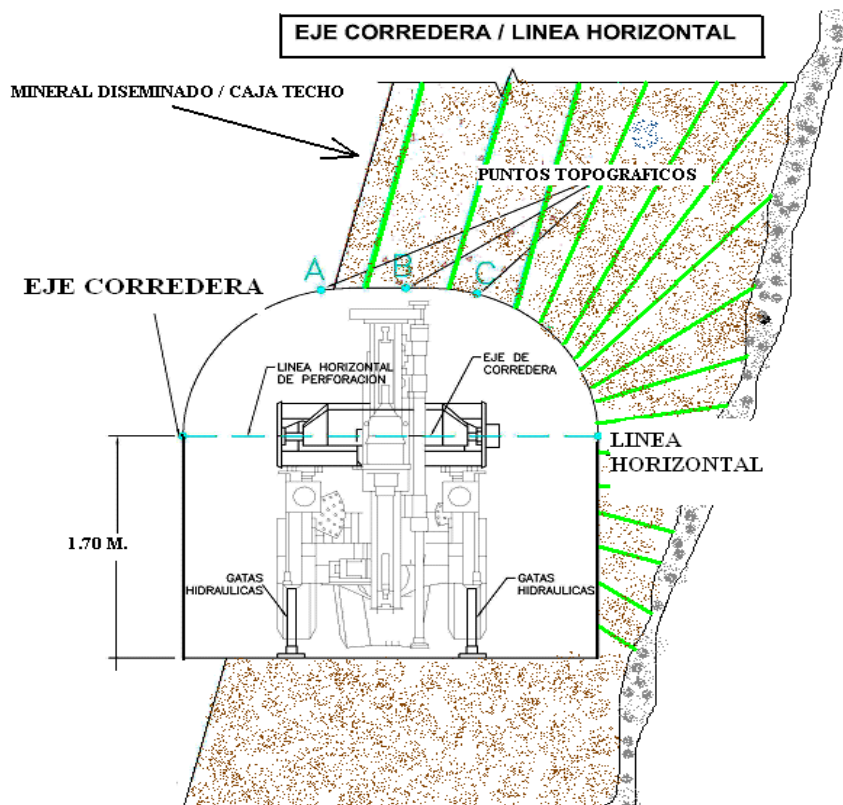 EJE CORREDERA / LINEA HORIZONTAL
MINERAL DISEMINADO / CAJA TECHO
PUNTOS TOPOGRAFICOS
A
B
C
EJE CORREDERA
LINEA HORIZONTAL
DE PERFORACION
EJE DE
CORREDERA
LINEA
HORIZONTAL
1.70 M.
GATAS
HIDRAULICAS
GATAS
HIDRAULICAS